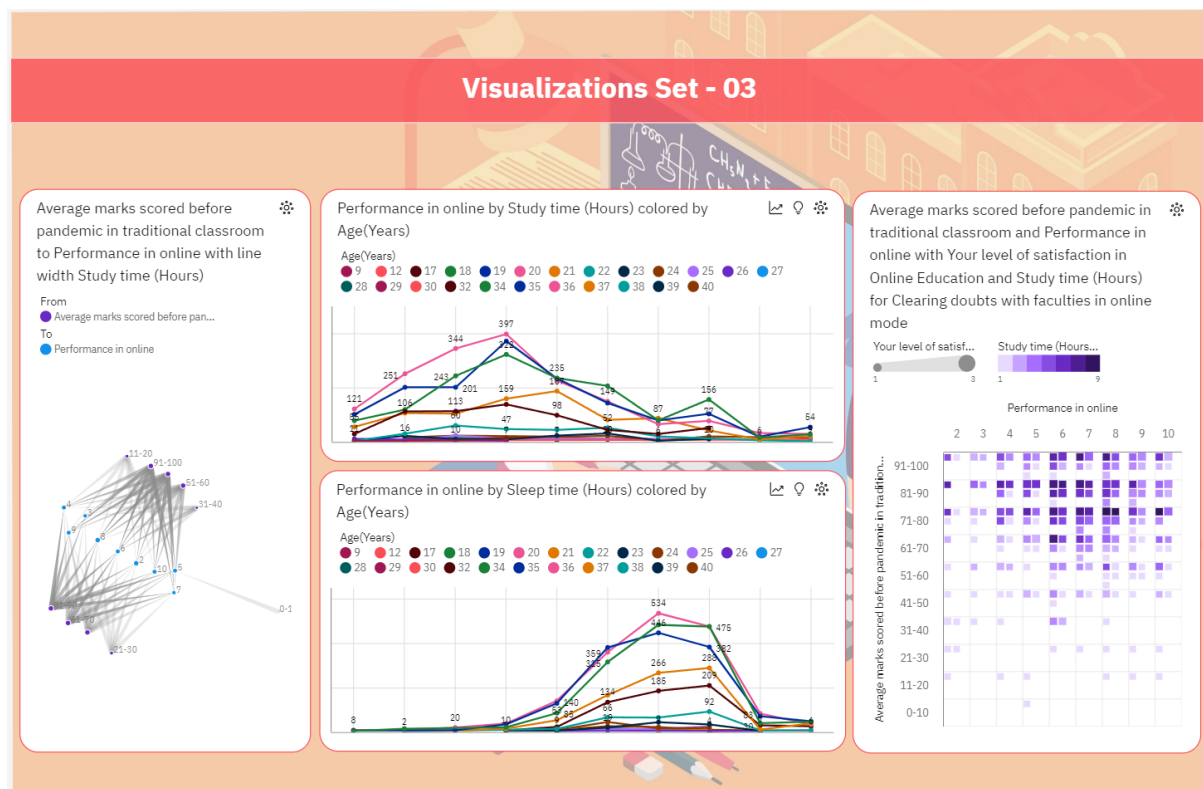 Visualizations Set - 03
Average marks scored before
pandemic in traditional classroom
to Performance in online with line
width Study time (Hours)
From
Average marks scored before pan...
To
Performance in online
11-20
91-100
51-60
31-40
4
3
9
8
6
2
10
5
7
0-1
21-30
Performance in online by Study time (Hours) colored by
Age(Years)
Age(Years)
9 12 17 18 19 20 21 22 23 24 25 26 27
28 29 30 32 34 35 36 37 38 39 40
397
344
251
243
235
201
121
106
113
159
98
149
156
87
54
16
10
47
52
Performance in online by Sleep time (Hours) colored by
Age(Years)
Age(Years)
9 12 17 18 19 20 21 22 23 24 25 26 27
28 29 30 32 34 35 36 37 38 39 40
534
446
475
359
382
266
288
185
209
134
140
92
66
8
2
20
10
Average marks scored before pandemic in
traditional classroom and Performance in
online with Your level of satisfaction in
Online Education and Study time (Hours)
for Clearing doubts with faculties in online
mode
Your level of satisf...
Study time (Hours...
1 3
1 9
Performance in online
2 3 4 5 6 7 8 9 10
Average marks scored before pandemic in tradition...
91-100
81-90
71-80
61-70
51-60
41-50
31-40
21-30
11-20
0-10